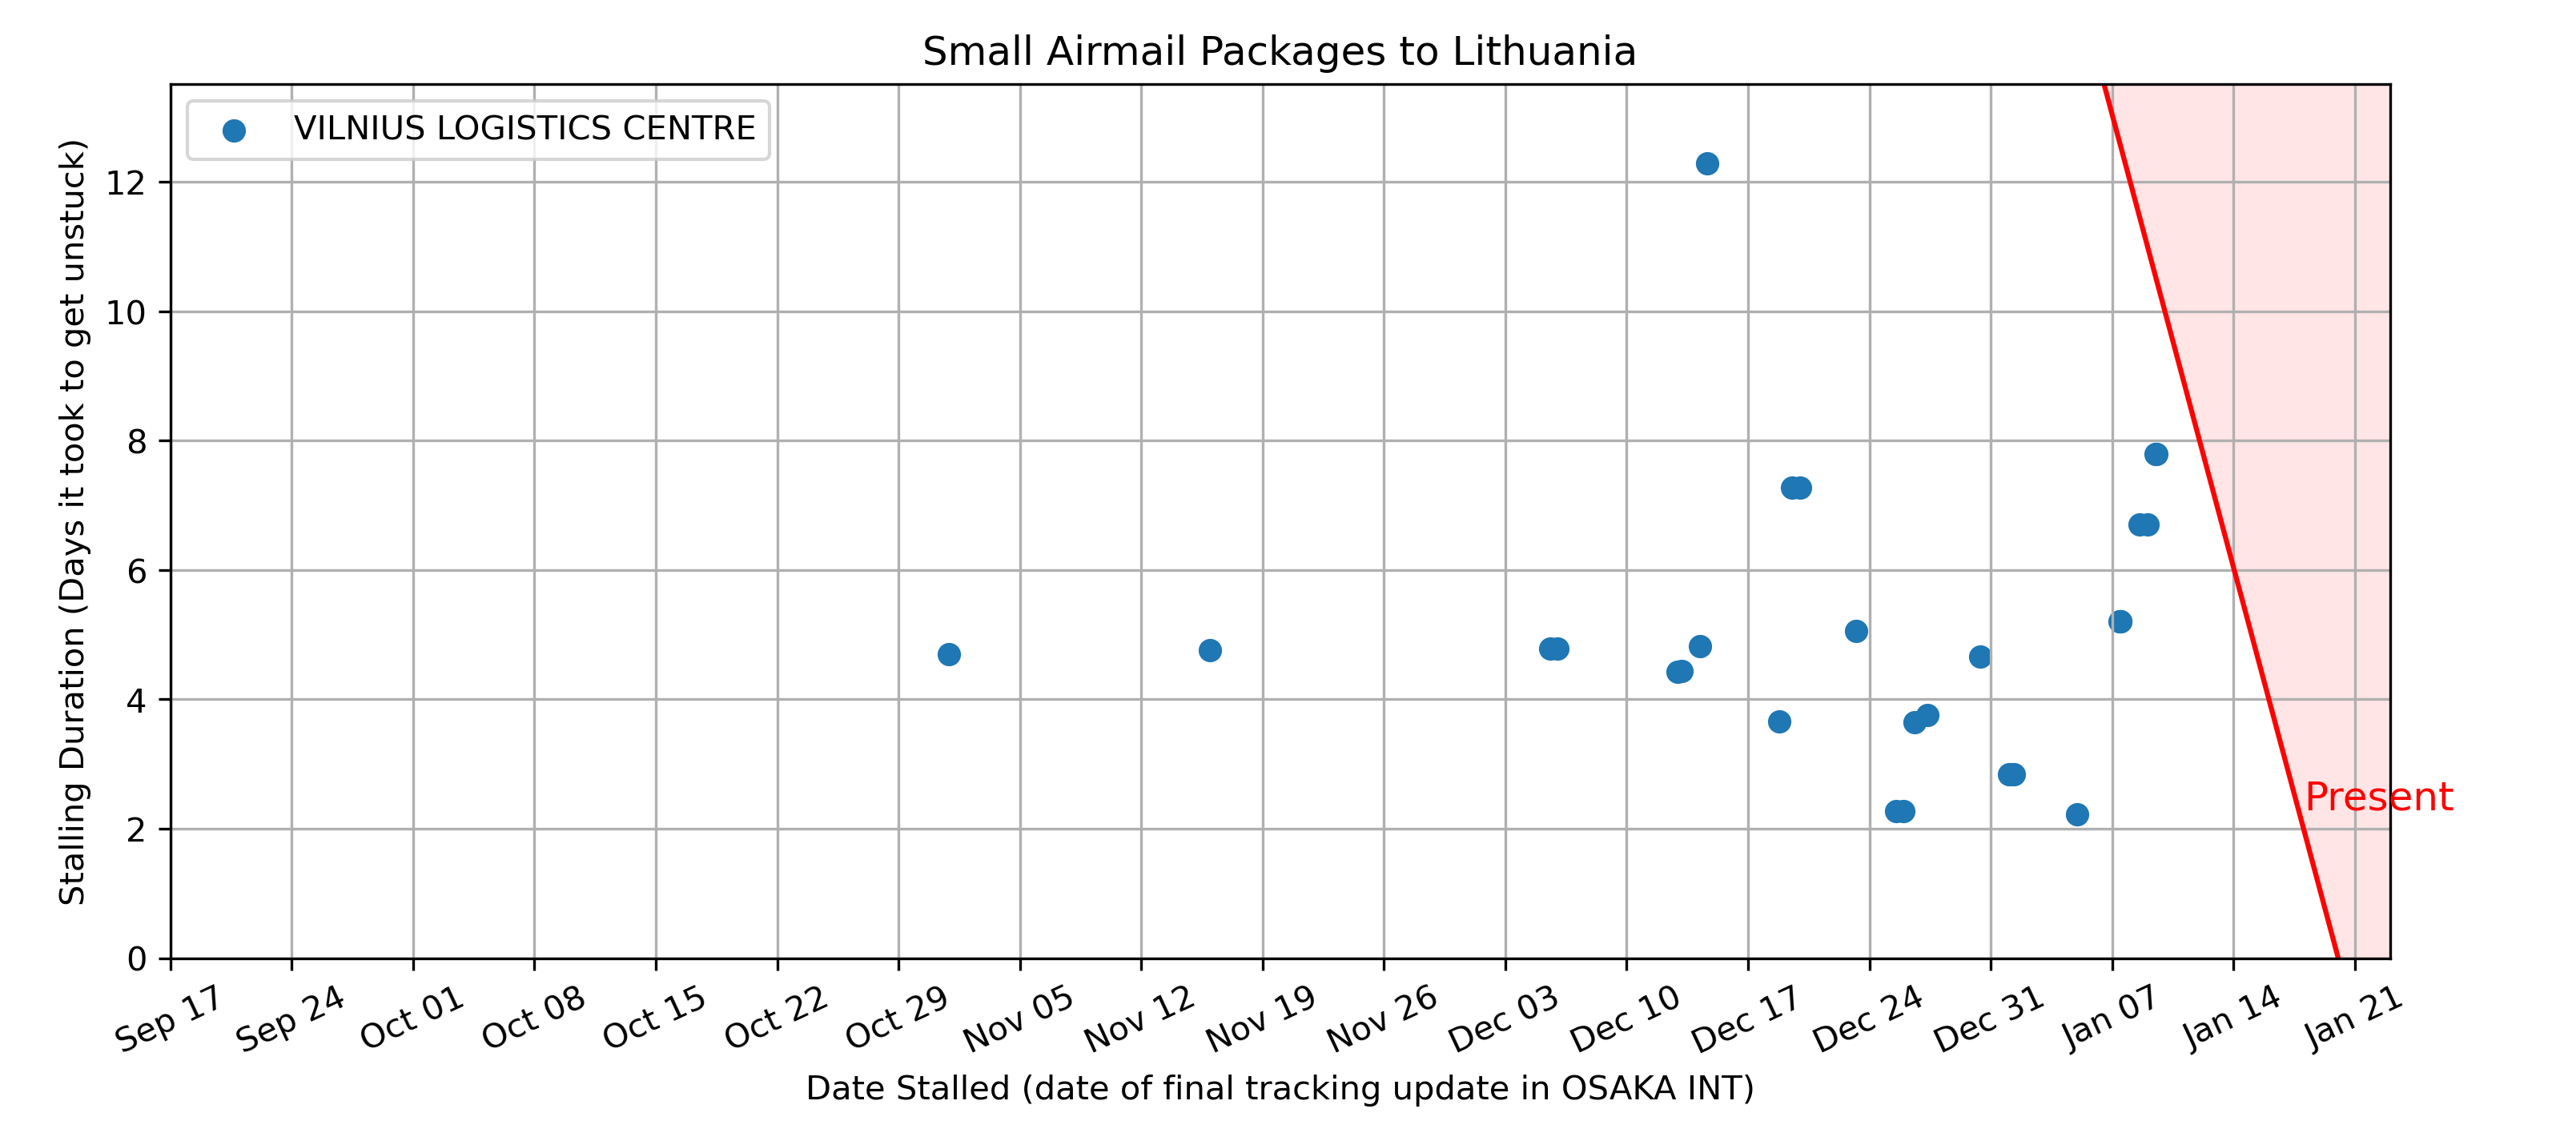 Small Airmail Packages to Lithuania
VILNIUS LOGISTICS CENTRE
Stalling Duration (Days it took to get unstuck)
12
10
8
6
4
2
0
Present
Sep 17
Sep 24
Oct 01
Oct 08
Oct 15
Oct 22
Oct 29
Nov 05
Nov 12
Nov 19
Nov 26
Dec 03
Dec 10
Dec 17
Dec 24
Dec 31
Jan 07
Jan 14
Jan 21
Date Stalled (date of final tracking update in OSAKA INT)